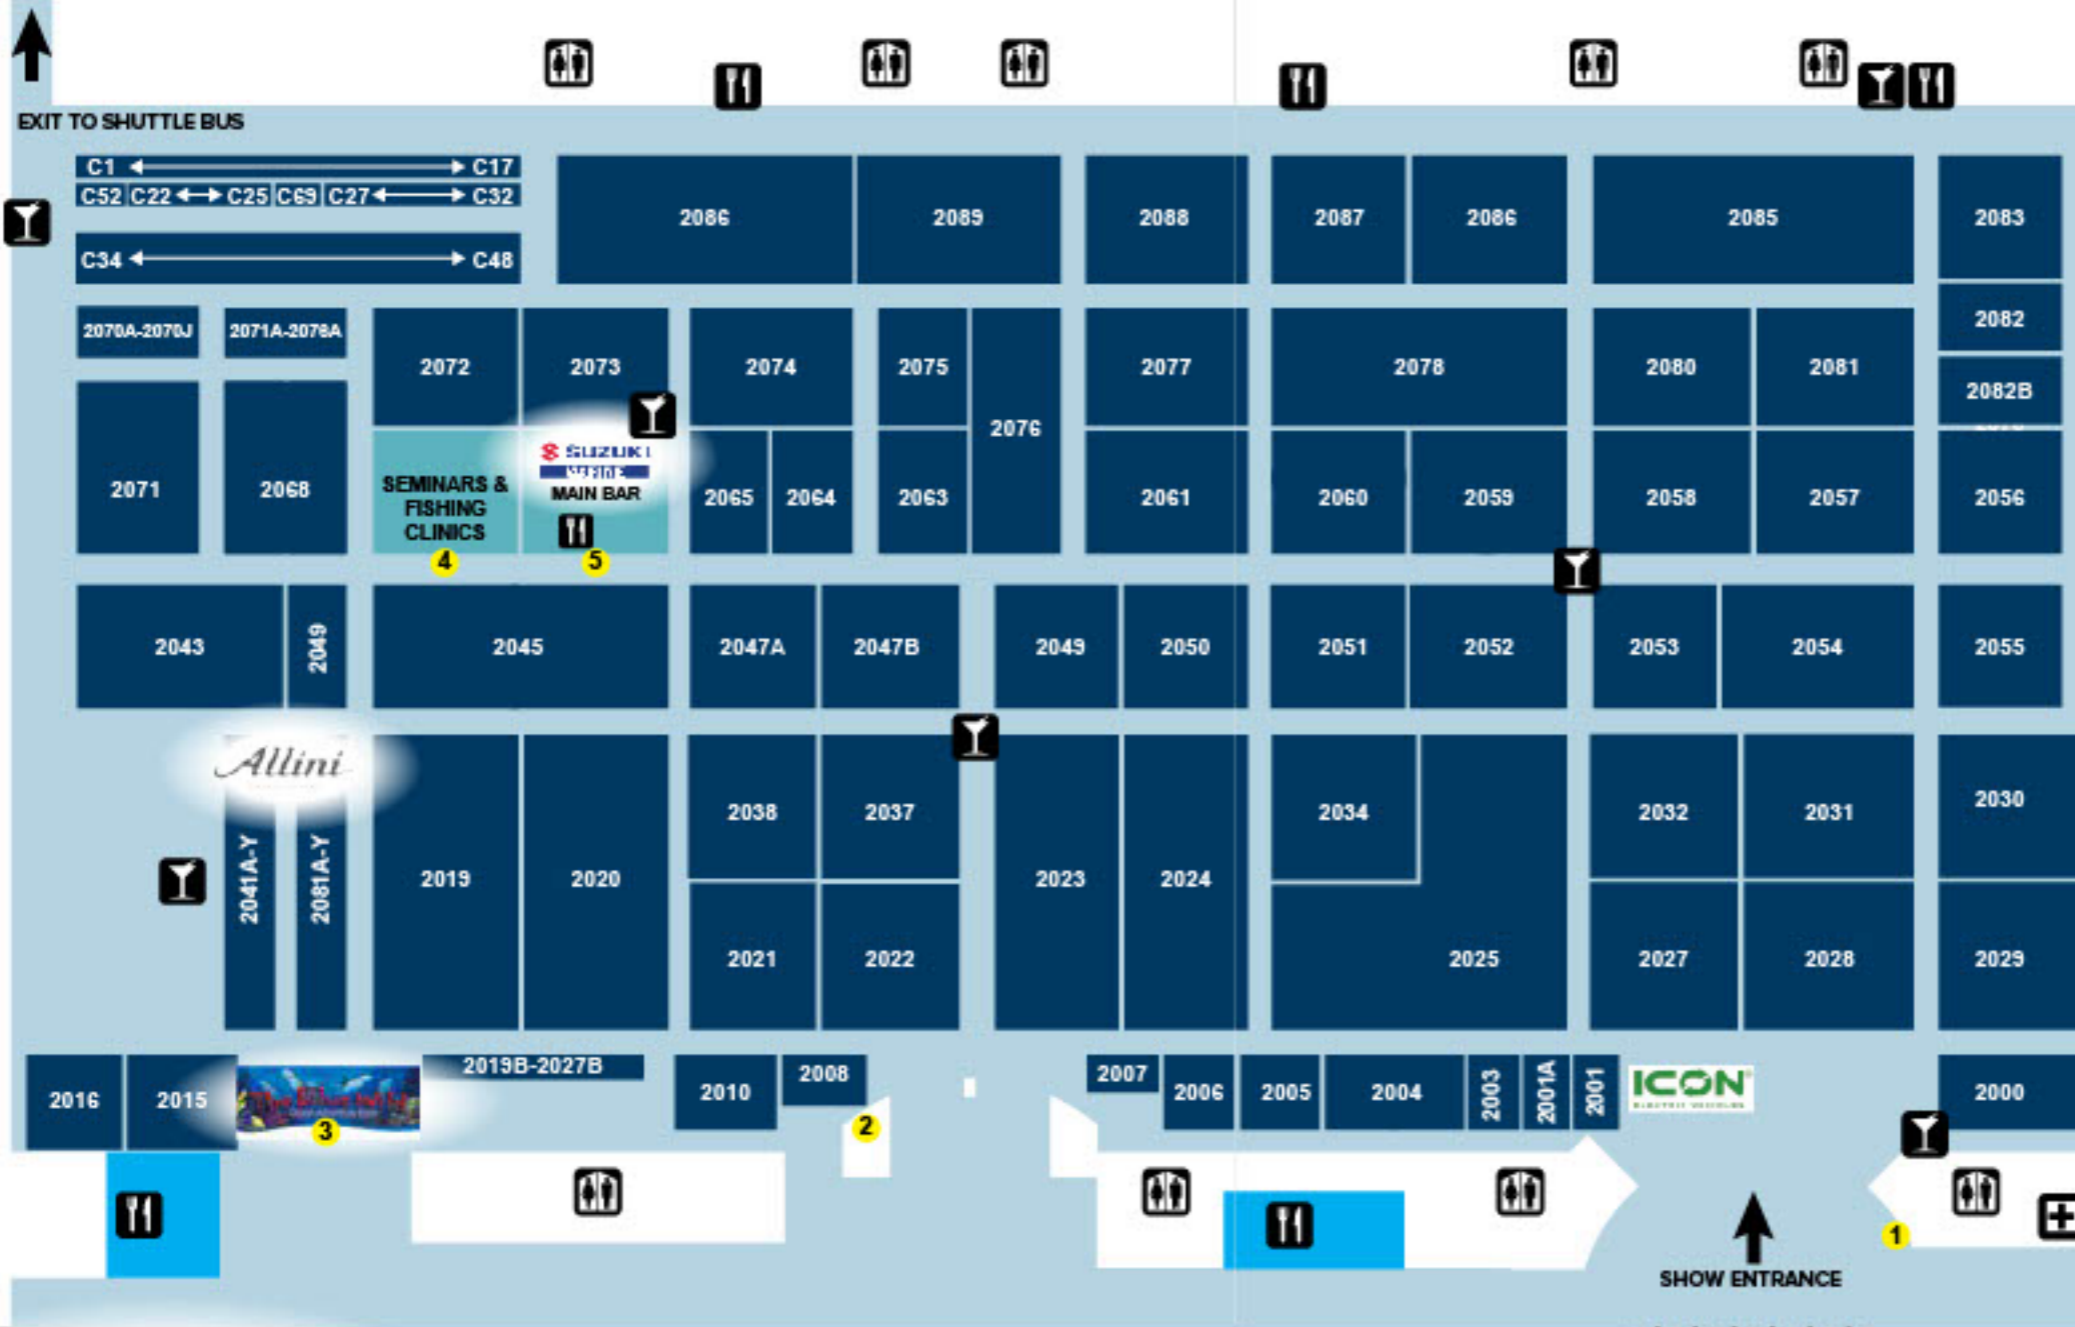 EXIT TO SHUTTLE BUS
C1 C17
C52 C22 C25 C69 C27 C32
C34 C48
2086 2089 2088 2087 2086 2085 2083
2082
2070A-2070J 2071A-2076A
2072 2073 2074 2075 2077 2078 2080 2081
2082B
2076
SUZUKI
MARINE
MAIN BAR
SEMINARS &
FISHING
CLINICS
2071 2068 2065 2064 2063 2061 2060 2059 2058 2057 2056
4 5
2043 2049 2045 2047A 2047B 2049 2050 2051 2052 2053 2054 2055
Allini
2038 2037 2034 2032 2031 2030
2041A-Y 2081A-Y 2019 2020 2023 2024
2021 2022 2025 2027 2028 2029
2019B-2027B
2016 2015 2010 2008 2007 2006 2005 2004 2003 2001A 2001 ICON 2000
3 2
1
SHOW ENTRANCE